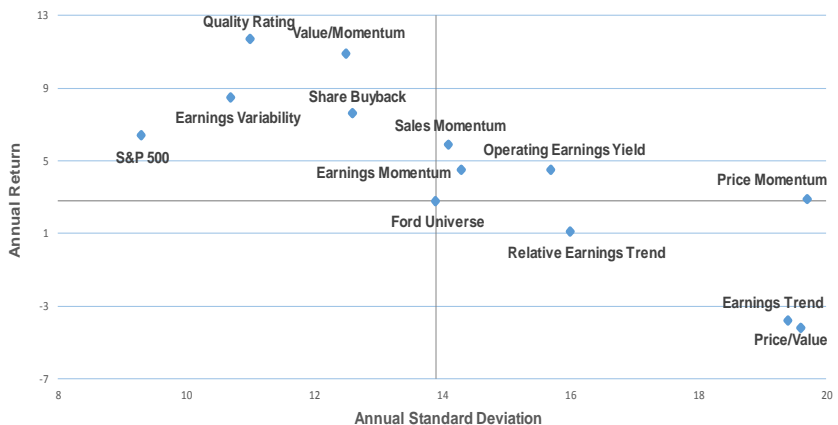 13
Quality Rating
Value/Momentum
9
Share Buyback
Earnings Variability
Sales Momentum
S&P 500
Operating Earnings Yield
5
Earnings Momentum
Price Momentum
Annual Return
Ford Universe
1
Relative Earnings Trend
-3
Earnings Trend
Price/Value
-7
8 10 12 14 16 18 20
Annual Standard Deviation